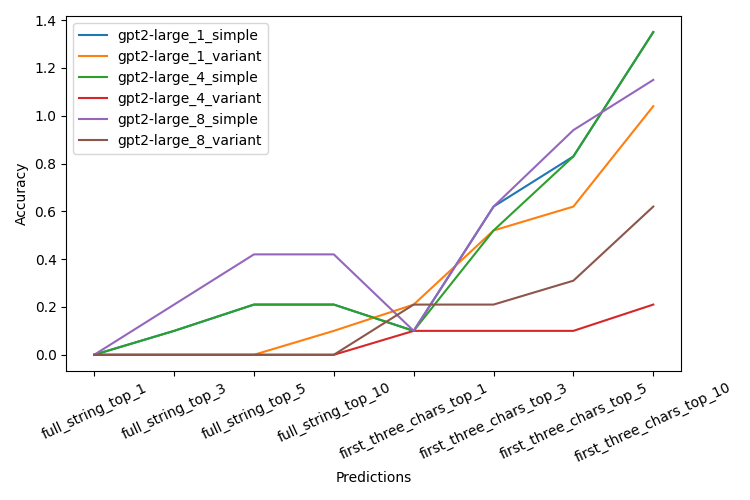 1.4
1.2
1.0
0.8
0.6
0.4
0.2
0.0
Accuracy
gpt2-large_1_simple
gpt2-large_1_variant
gpt2-large_4_simple
gpt2-large_4_variant
gpt2-large_8_simple
gpt2-large_8_variant
full_string_top_1
full_string_top_3
full_string_top_5
full_string_top_10
first_three_chars_top_1
first_three_chars_top_3
first_three_chars_top_5
first_three_chars_top_10
Predictions